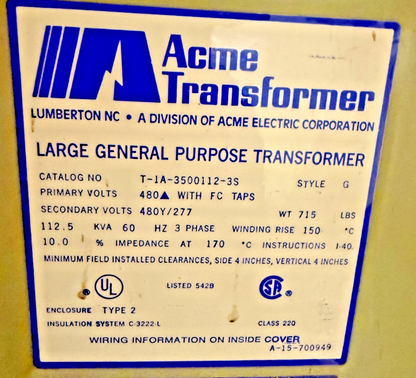 Acme
Transformer
LUMBERTON NC • A DIVISION OF ACME ELECTRIC CORPORATION
LARGE GENERAL PURPOSE TRANSFORMER
CATALOG NO T-1A-3500112-3S STYLE G
PRIMARY VOLTS 480▲ WITH FC TAPS
SECONDARY VOLTS 480Y/277 WT 715 LBS
112.5 KVA 60 HZ 3 PHASE WINDING RISE 150 °C
10.0 % IMPEDANCE AT 170 °C INSTRUCTIONS I-40
MINIMUM FIELD INSTALLED CLEARANCES, SIDE 4 INCHES, VERTICAL 4 INCHES
UL ® LISTED 542B SA ®
ENCLOSURE TYPE 2
INSULATION SYSTEM C-3222-L CLASS 220
WIRING INFORMATION ON INSIDE COVER
A-15-700949